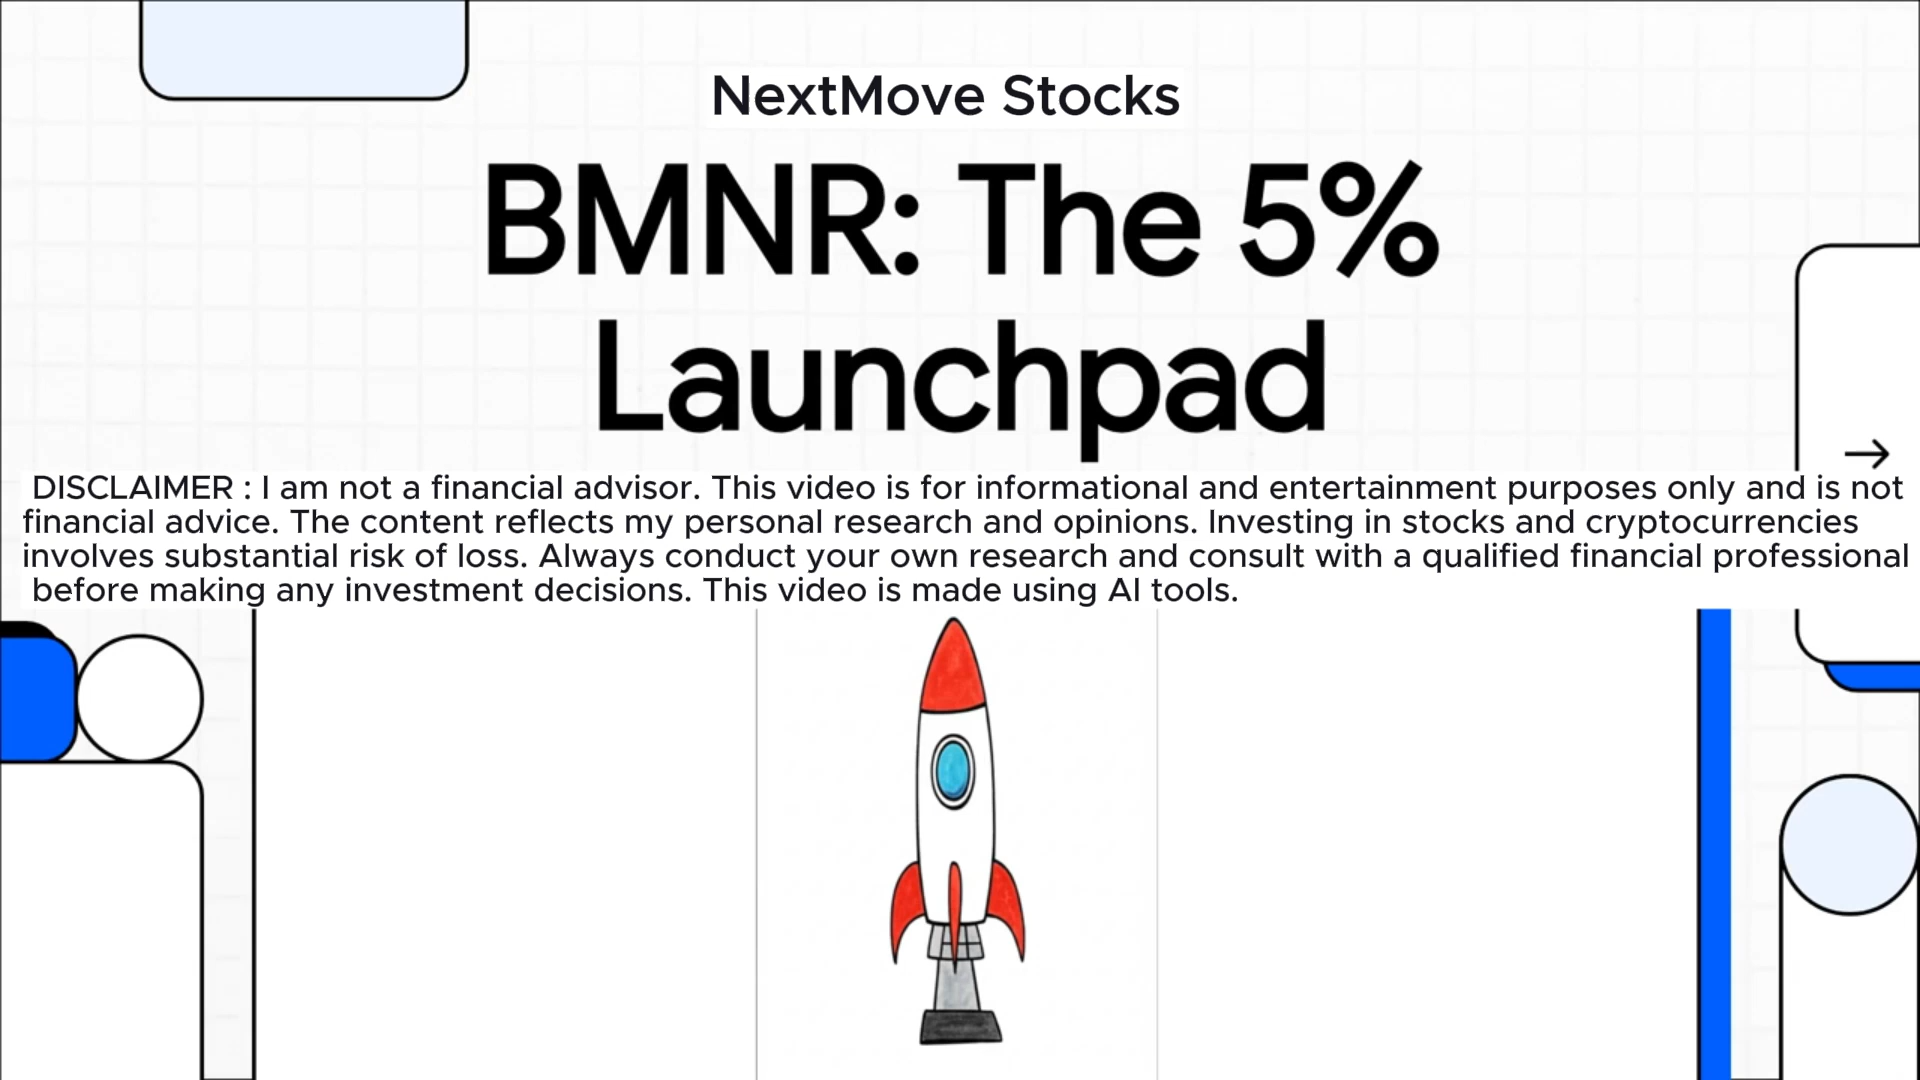 NextMove Stocks
BMNR: The 5%
Launchpad
DISCLAIMER : I am not a financial advisor. This video is for informational and entertainment purposes only and is not
financial advice. The content reflects my personal research and opinions. Investing in stocks and cryptocurrencies
involves substantial risk of loss. Always conduct your own research and consult with a qualified financial professional
before making any investment decisions. This video is made using AI tools.